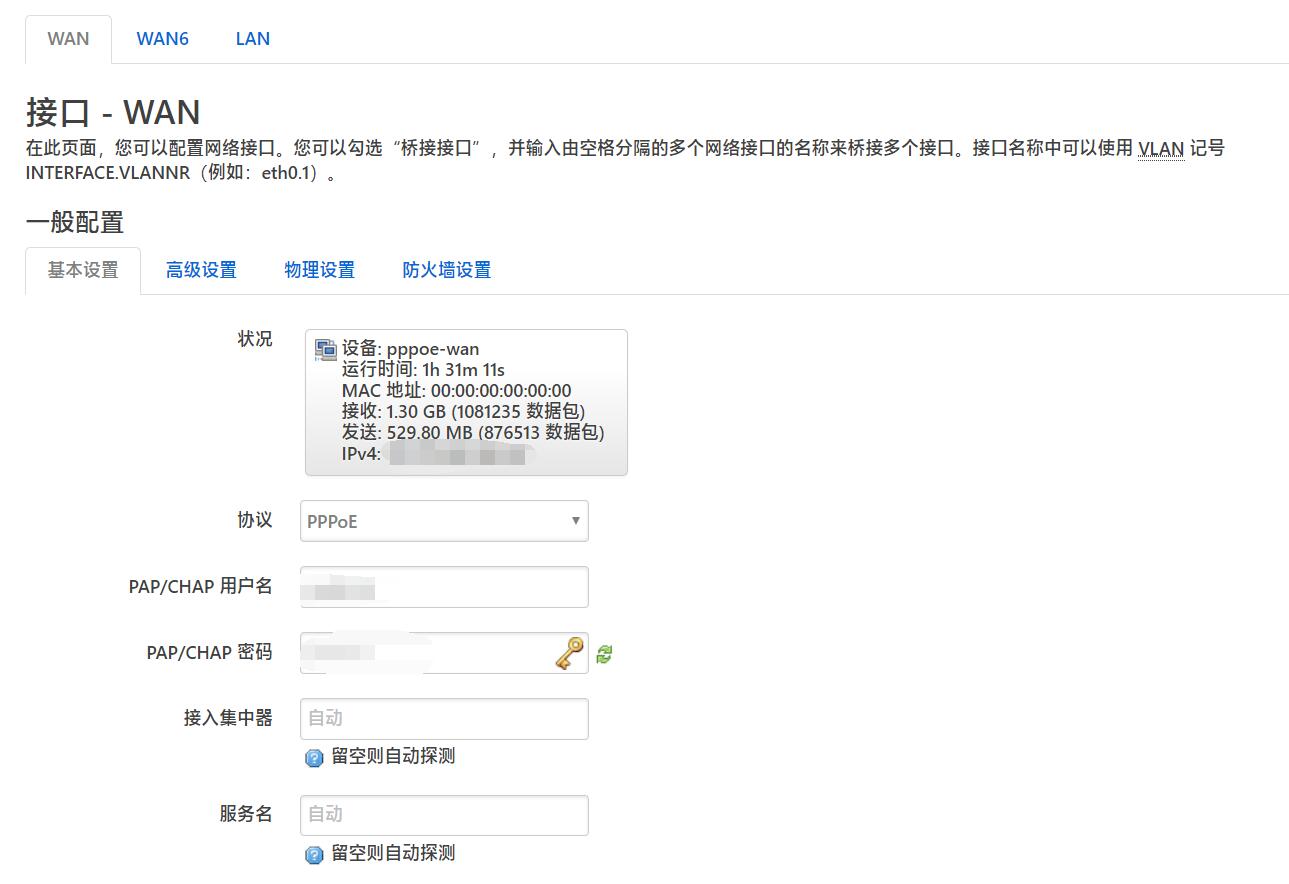 WAN WAN6 LAN
接口 - WAN
在此页面，您可以配置网络接口。您可以勾选“桥接接口”，并输入由空格分隔的多个网络接口的名称来桥接多个接口。接口名称中可以使用 VLAN 记号
INTERFACE.VLANNR（例如：eth0.1）。
一般配置
基本设置 高级设置 物理设置 防火墙设置
状况
设备: pppoe-wan
运行时间: 1h 31m 11s
MAC 地址: 00:00:00:00:00:00
接收: 1.30 GB (1081235 数据包)
发送: 529.80 MB (876513 数据包)
IPv4:
协议 PPPoE
PAP/CHAP 用户名
PAP/CHAP 密码
接入集中器 自动
留空则自动探测
服务名 自动
留空则自动探测